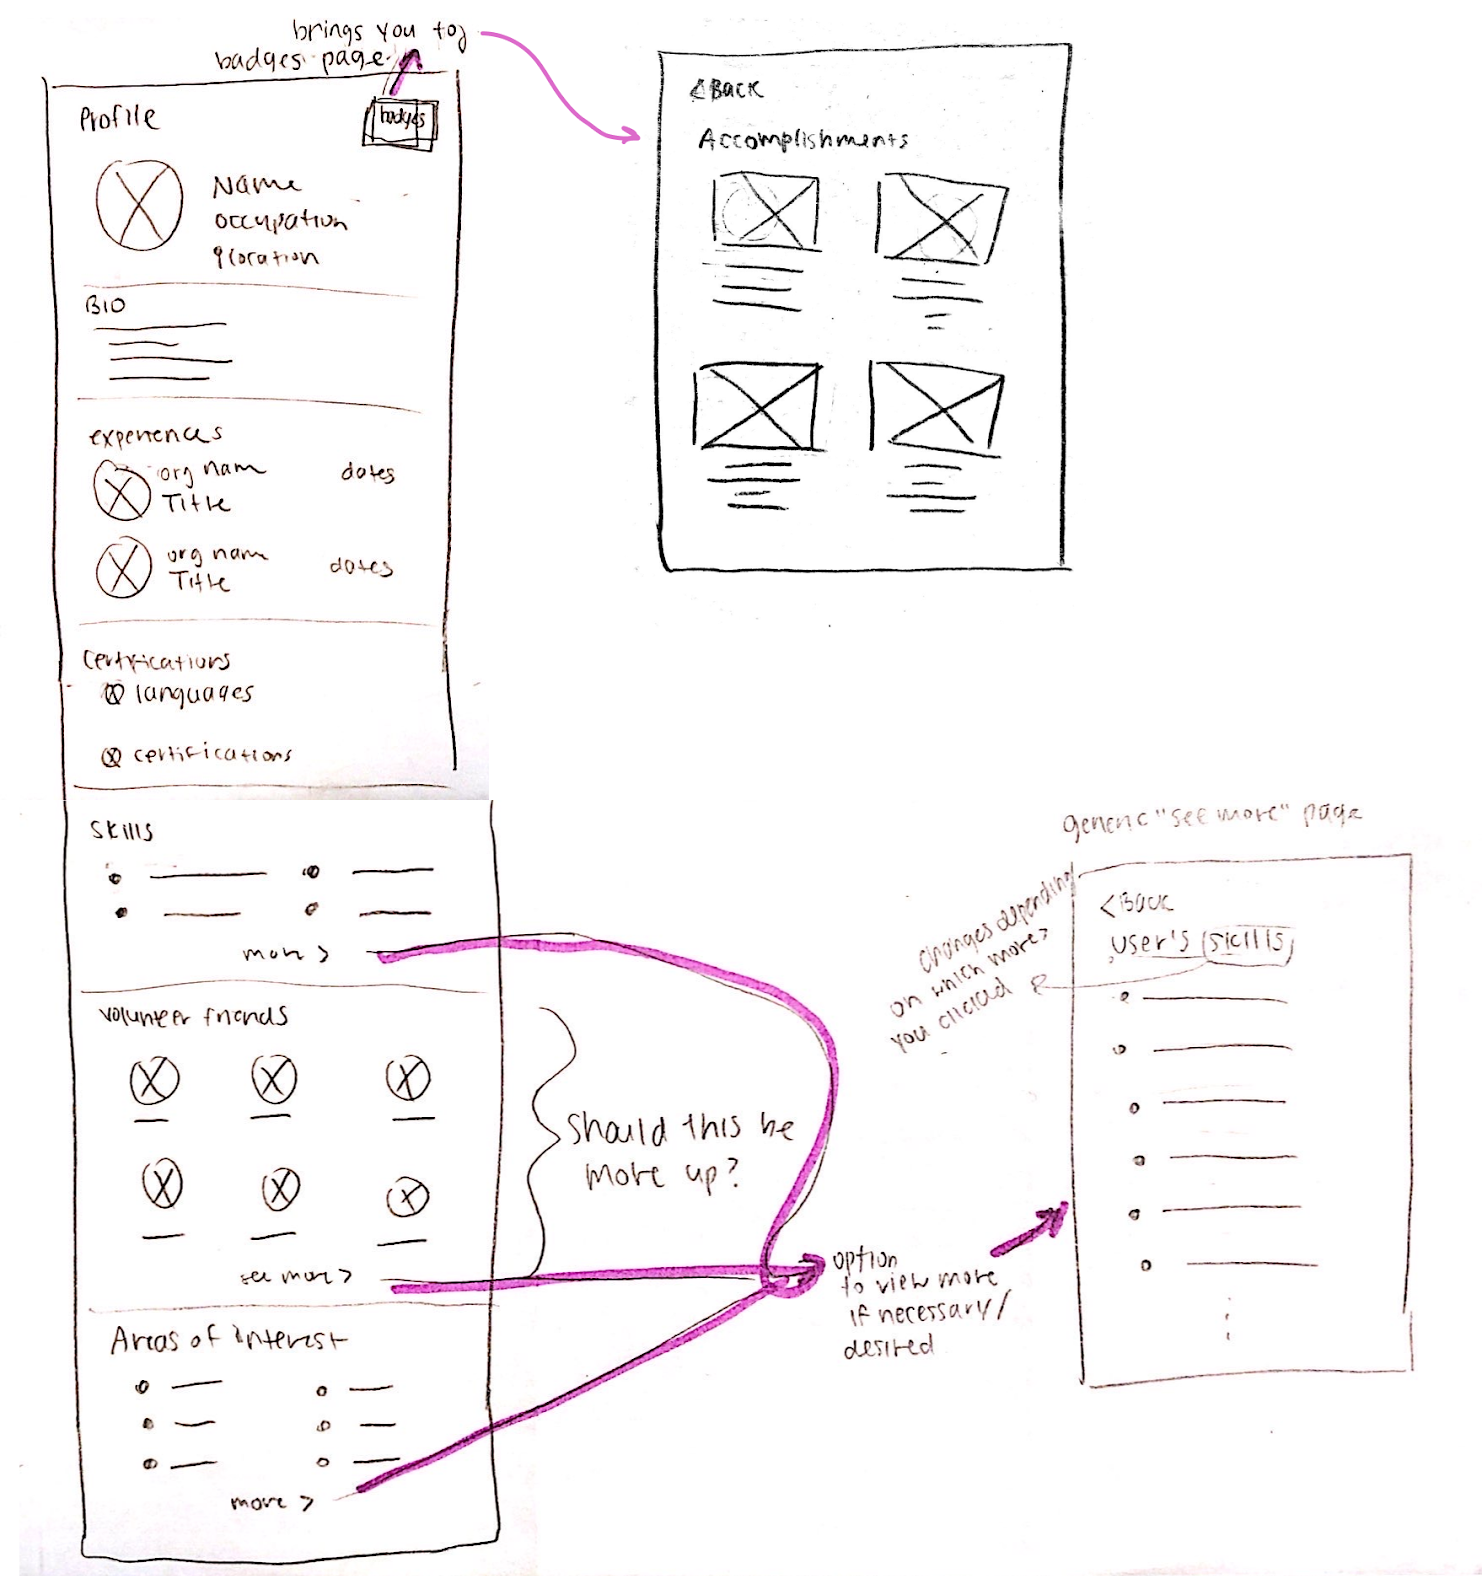 brings you to
badges page
Profile
badges
Name
occupation
location
BIO
experiences
org name
dates
Title
org name
dates
Title
Certifications
languages
certifications
Skills
more >
volunteer friends
see more >
Areas of interest
more >
Should this be
more up?
option
to view more
if necessary/
desired
< Back
Accomplishments
generic "see more" page
changes depending
on which more >
you clicked
< Back
user's skills